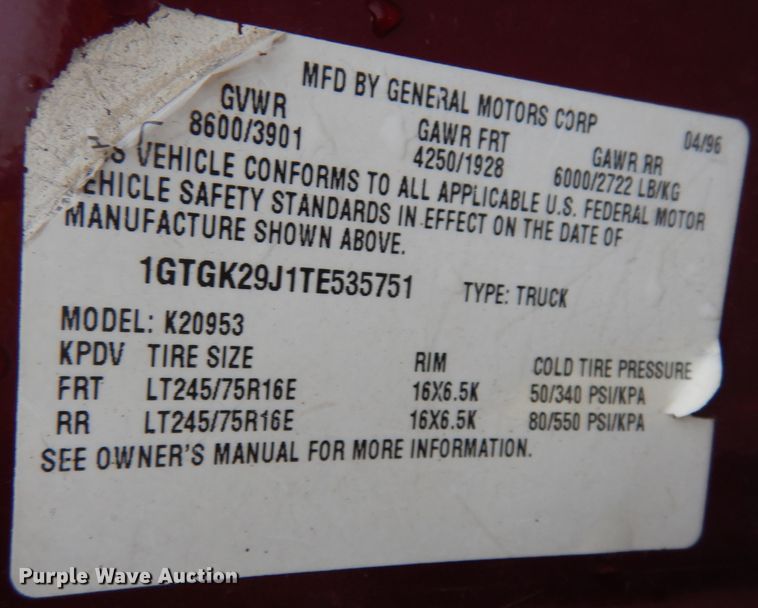 MFD BY GENERAL MOTORS CORP 04/96
GVWR GAWR FRT GAWR RR
8600/3901 4250/1928 6000/2722 LB/KG
VEHICLE CONFORMS TO ALL APPLICABLE U.S. FEDERAL MOTOR
VEHICLE SAFETY STANDARDS IN EFFECT ON THE DATE OF
MANUFACTURE SHOWN ABOVE.
1GTGK29J1TE535751 TYPE: TRUCK
MODEL: K20953
KPDV TIRE SIZE RIM COLD TIRE PRESSURE
FRT LT245/75R16E 16X6.5K 50/340 PSI/KPA
RR LT245/75R16E 16X6.5K 80/550 PSI/KPA
SEE OWNER'S MANUAL FOR MORE INFORMATION.
Purple Wave Auction